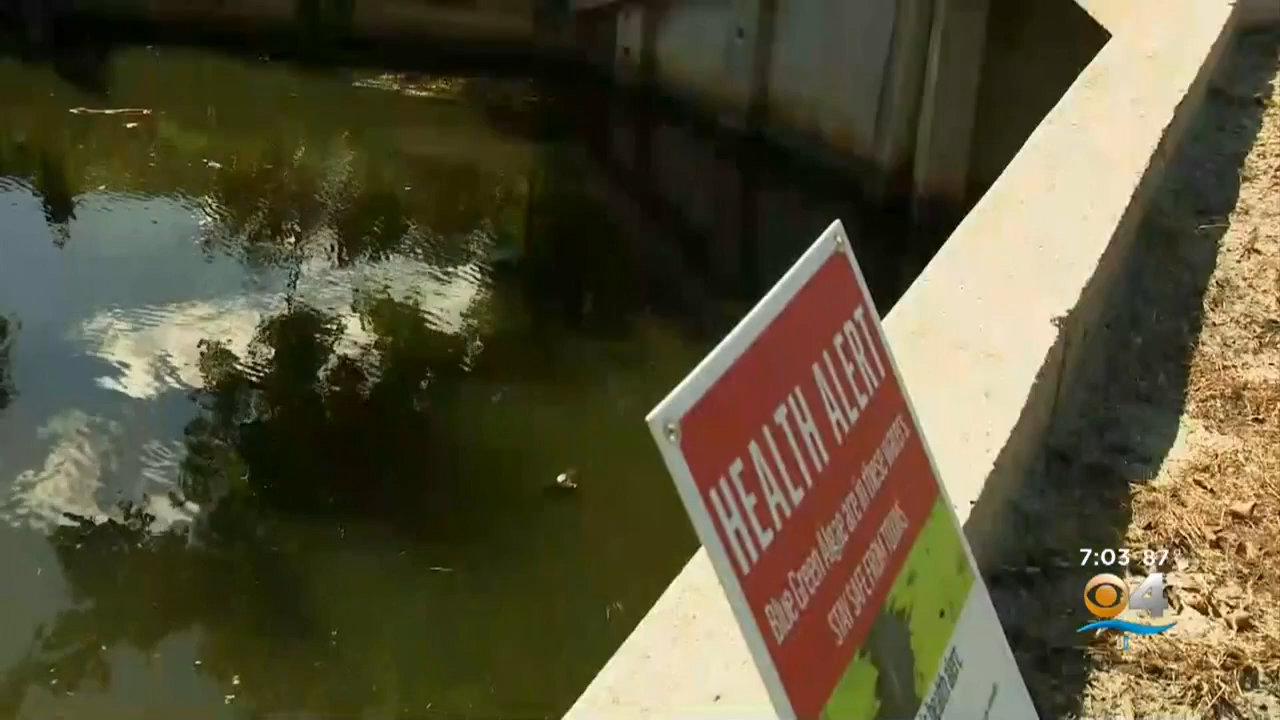 HEALTH ALERT
Blue Green Algae are in these waters
STAY SAFE FROM TOXINS
7:03 87
4